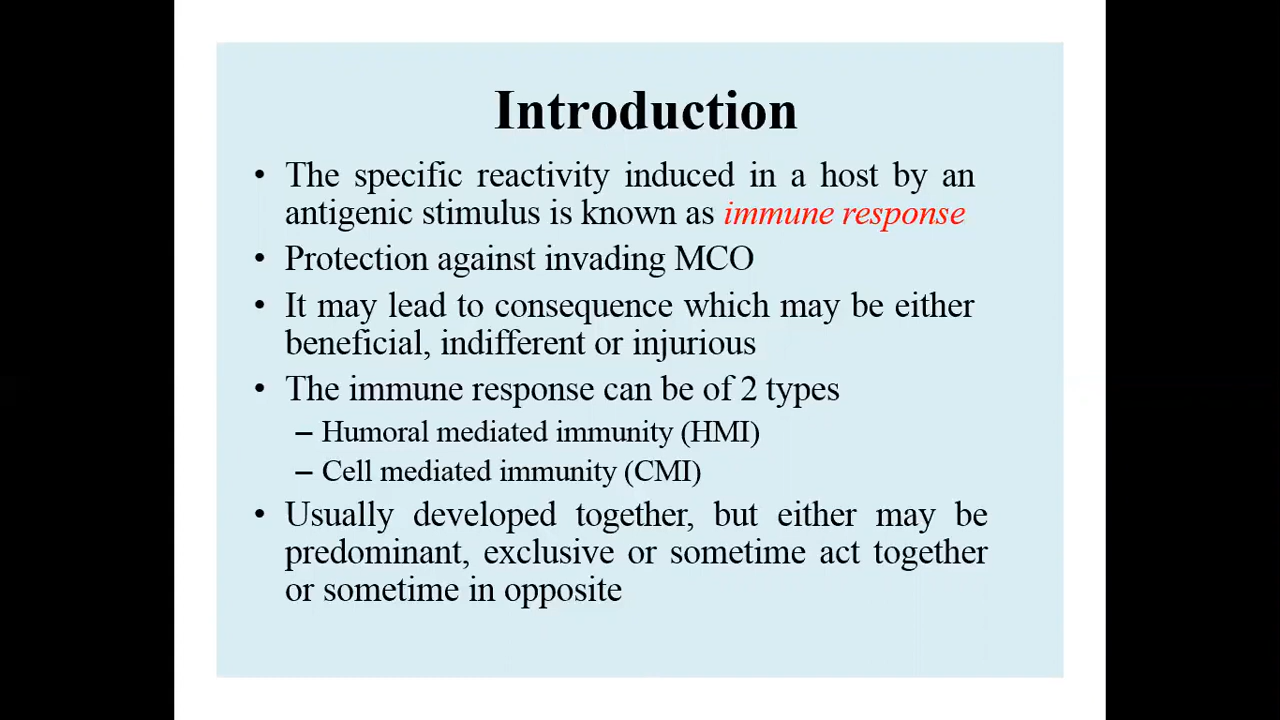 Introduction
• The specific reactivity induced in a host by an
antigenic stimulus is known as immune response
• Protection against invading MCO
• It may lead to consequence which may be either
beneficial, indifferent or injurious
• The immune response can be of 2 types
– Humoral mediated immunity (HMI)
– Cell mediated immunity (CMI)
• Usually developed together, but either may be
predominant, exclusive or sometime act together
or sometime in opposite